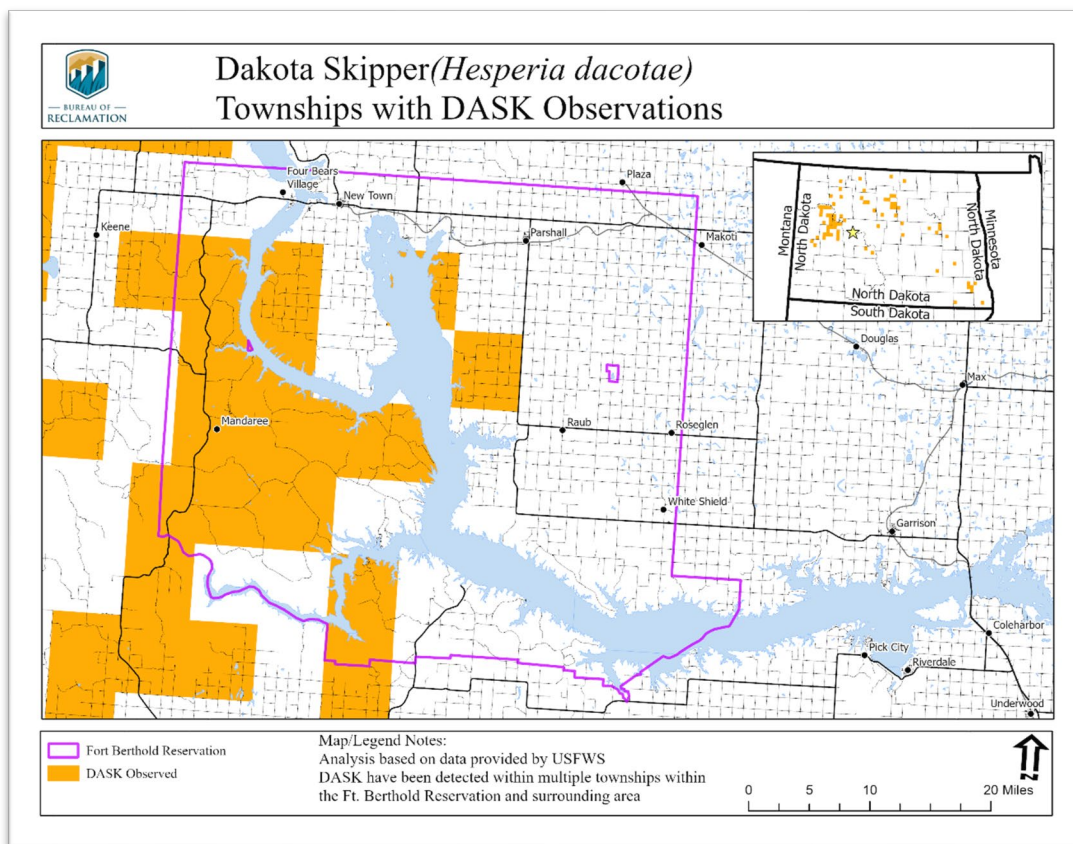 BUREAU OF
RECLAMATION
Dakota Skipper(Hesperia dacotae)
Townships with DASK Observations
Four Bears
Village
New Town
Plaza
Keene
Parshall
Makoti
Mandaree
Raub
Roseglen
White Shield
Douglas
Max
Garrison
Coleharbor
Pick City
Riverdale
Underwood
Montana
North Dakota
North Dakota
Minnesota
North Dakota
South Dakota
Fort Berthold Reservation
DASK Observed
Map/Legend Notes:
Analysis based on data provided by USFWS
DASK have been detected within multiple townships within
the Ft. Berthold Reservation and surrounding area
N
0 5 10 20 Miles